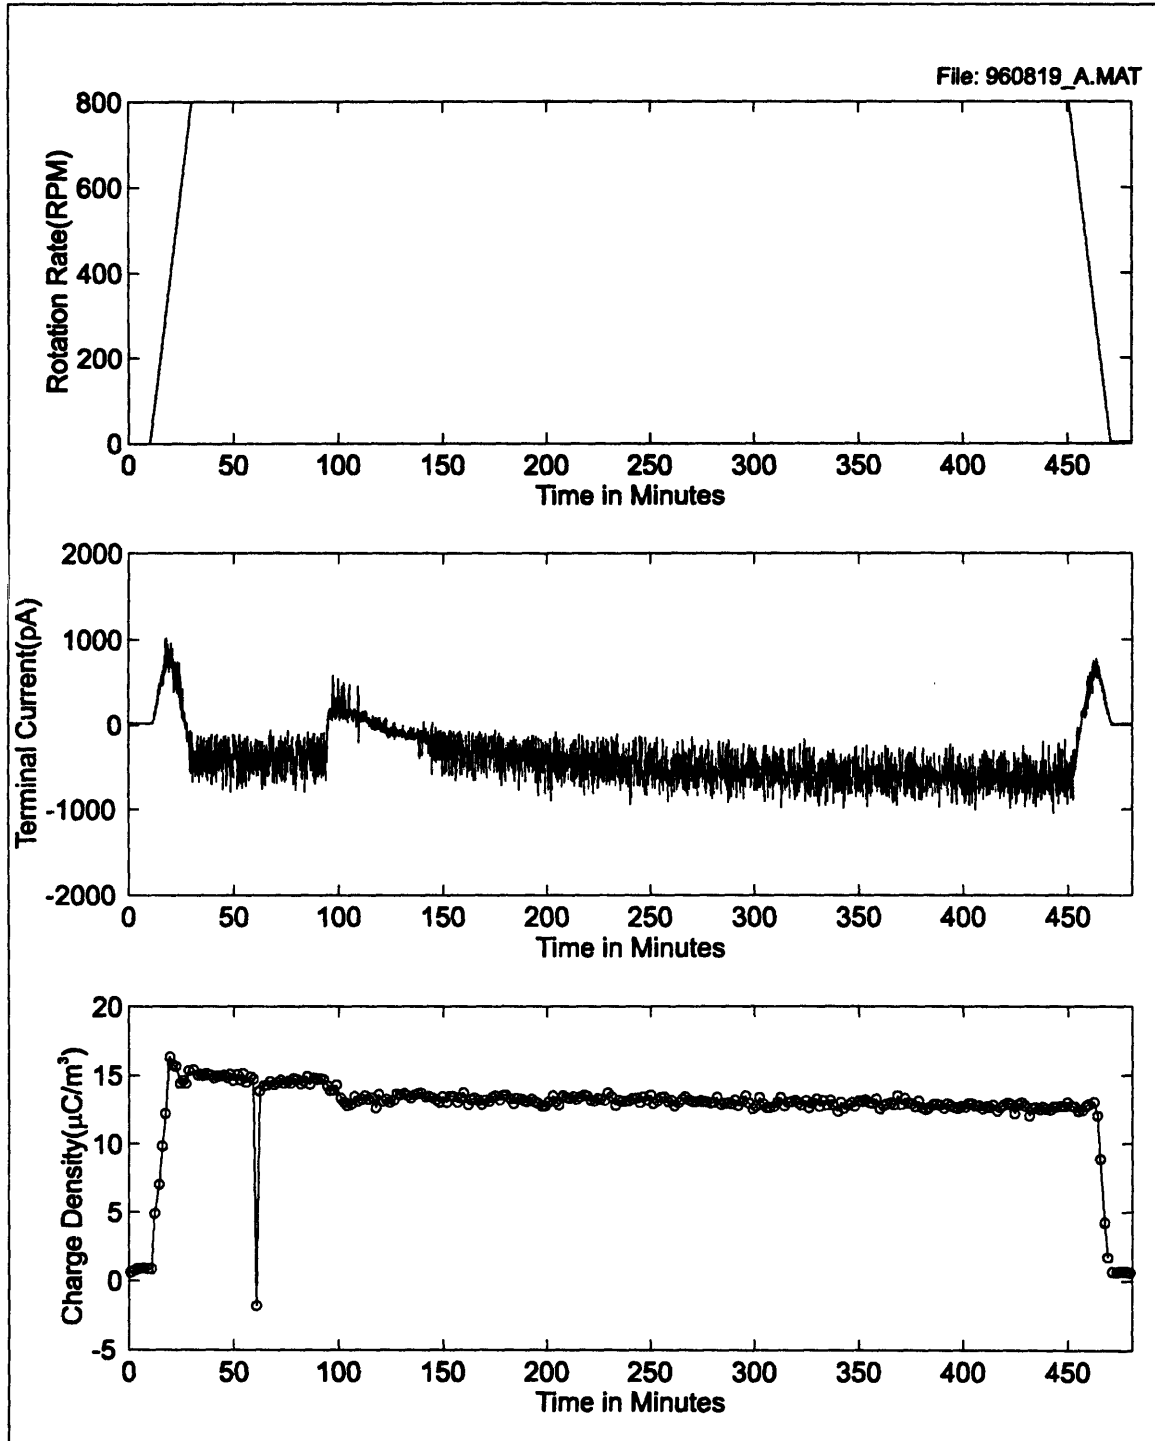 File: 960819_A.MAT
800
600
400
200
0
Rotation Rate(RPM)
0 50 100 150 200 250 300 350 400 450
Time in Minutes
2000
1000
0
-1000
-2000
Terminal Current(pA)
0 50 100 150 200 250 300 350 400 450
Time in Minutes
20
15
10
5
0
-5
Charge Density(μC/m³)
0 50 100 150 200 250 300 350 400 450
Time in Minutes